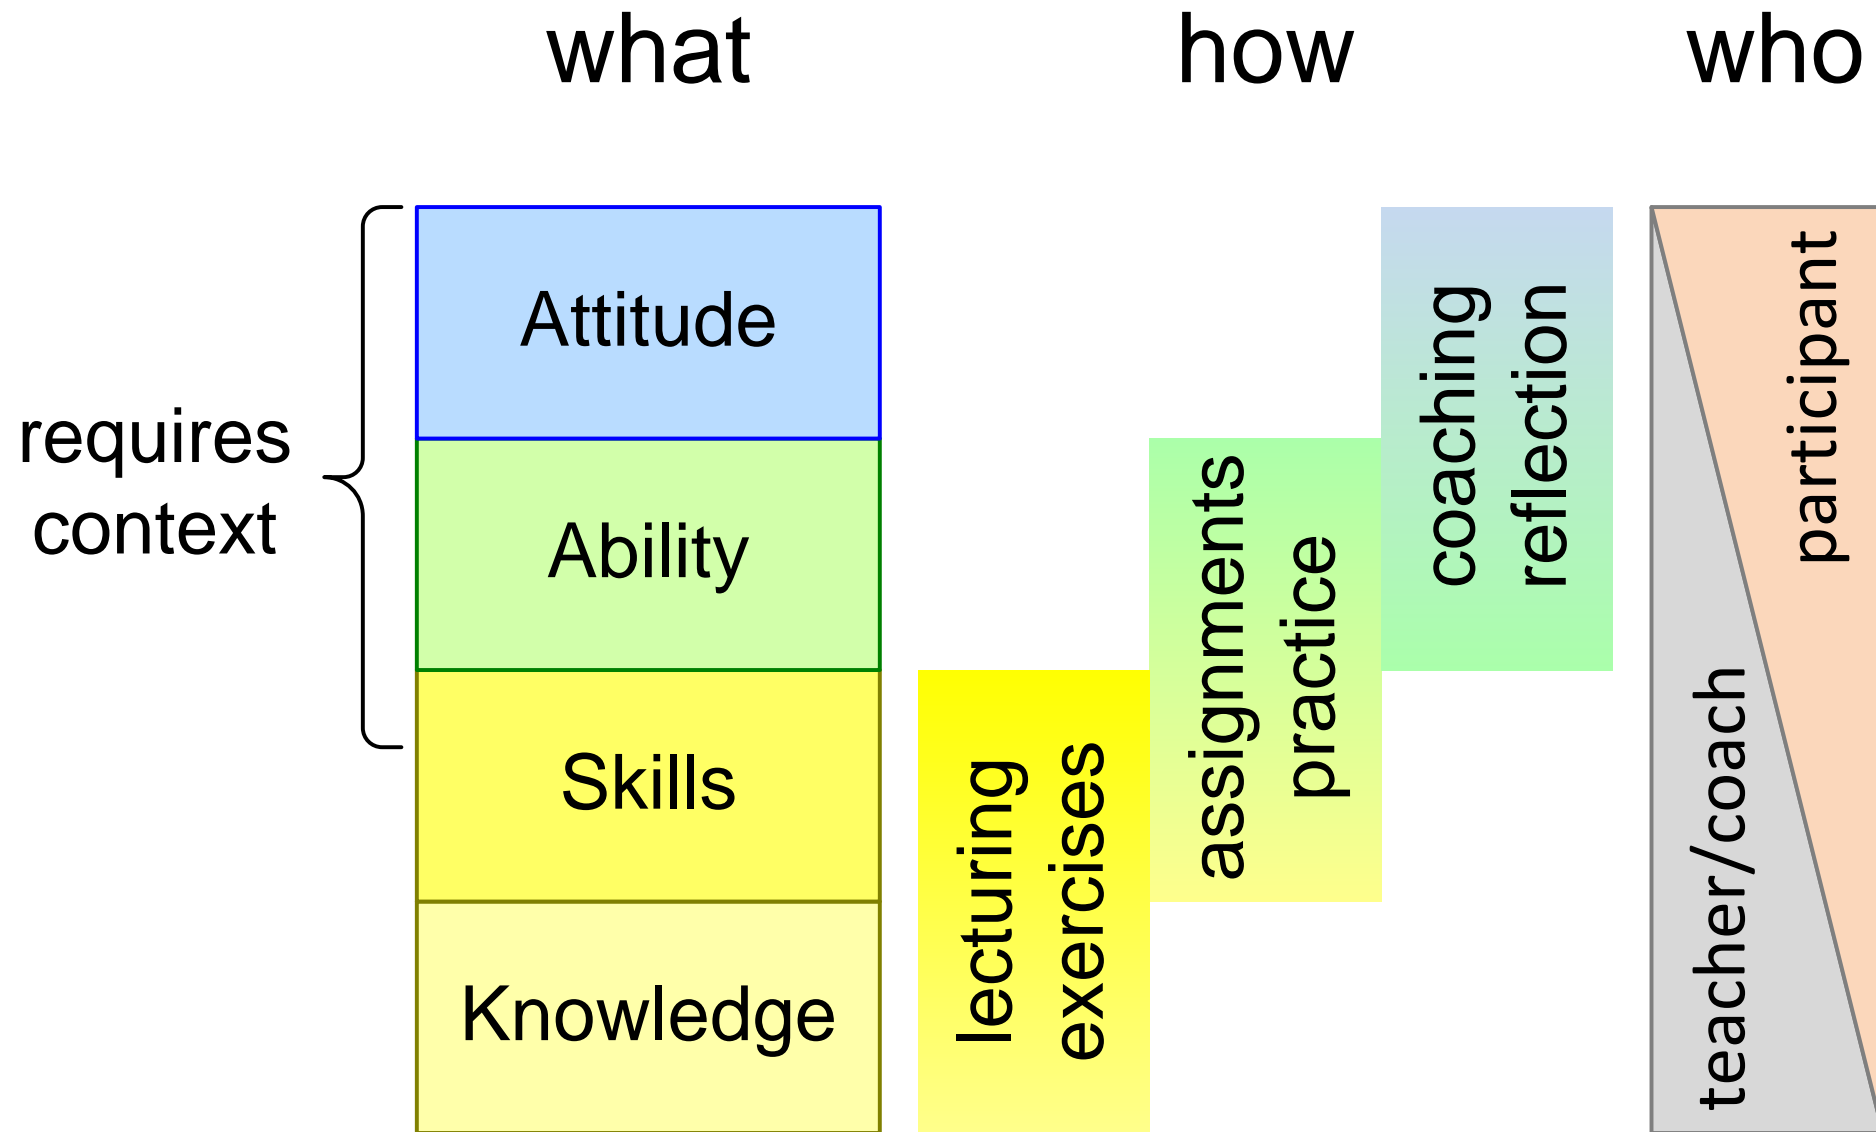 what
how
who
requires
context
Attitude
Ability
Skills
Knowledge
lecturing
exercises
assignments
practice
coaching
reflection
teacher/coach
participant